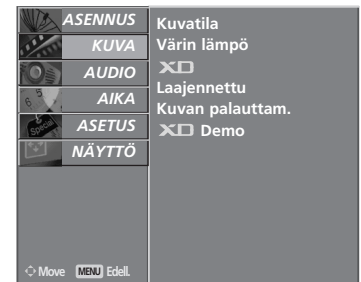 ASENNUS
KUVA
AUDIO
AIKA
ASETUS
NÄYTTÖ
Kuvatila
Värin lämpö
XD
Laajennettu
Kuvan palauttam.
XD Demo
Move MENU Edell.